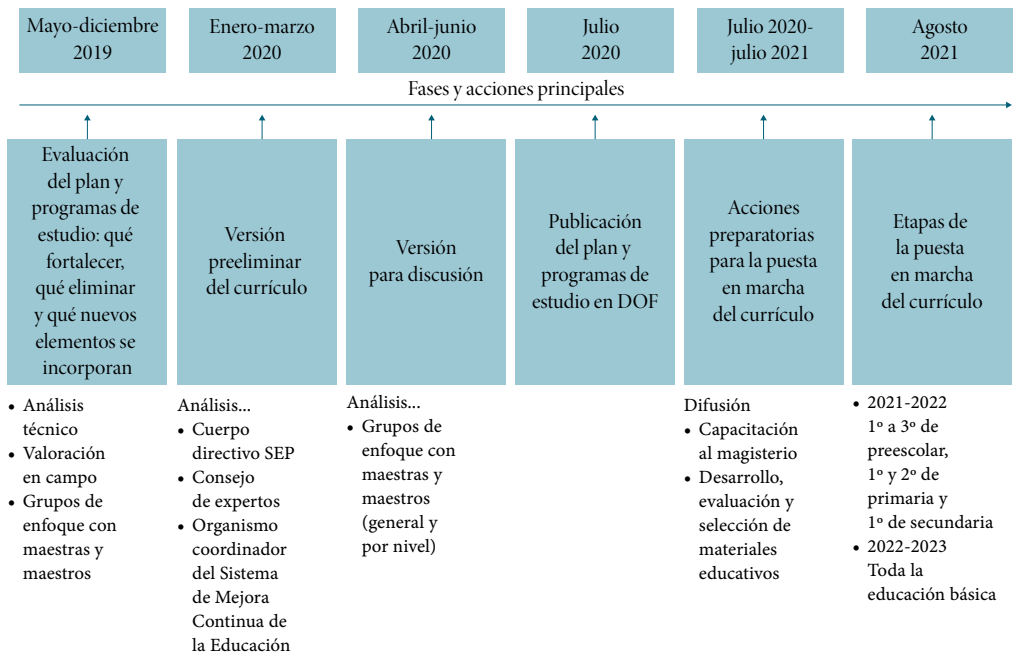 Mayo-diciembre
2019
Enero-marzo
2020
Abril-junio
2020
Julio
2020
Julio 2020-
julio 2021
Agosto
2021
Fases y acciones principales
Evaluación
del plan y
programas de
estudio: qué
fortalecer,
qué eliminar
y qué nuevos
elementos se
incorporan
Versión
preeliminar
del currículo
Versión
para discusión
Publicación
del plan y
programas de
estudio en DOF
Acciones
preparatorias
para la puesta
en marcha
del currículo
Etapas de
la puesta
en marcha
del currículo
• Análisis
técnico
• Valoración
en campo
• Grupos de
enfoque con
maestras y
maestros
Análisis...
• Cuerpo
directivo SEP
• Consejo
de expertos
• Organismo
coordinador
del Sistema
de Mejora
Continua de
la Educación
Análisis...
• Grupos de
enfoque con
maestras y
maestros
(general y
por nivel)
Difusión
• Capacitación
al magisterio
• Desarrollo,
evaluación y
selección de
materiales
educativos
• 2021-2022
1º a 3º de
preescolar,
1º y 2º de
primaria y
1º de secundaria
• 2022-2023
Toda la
educación básica